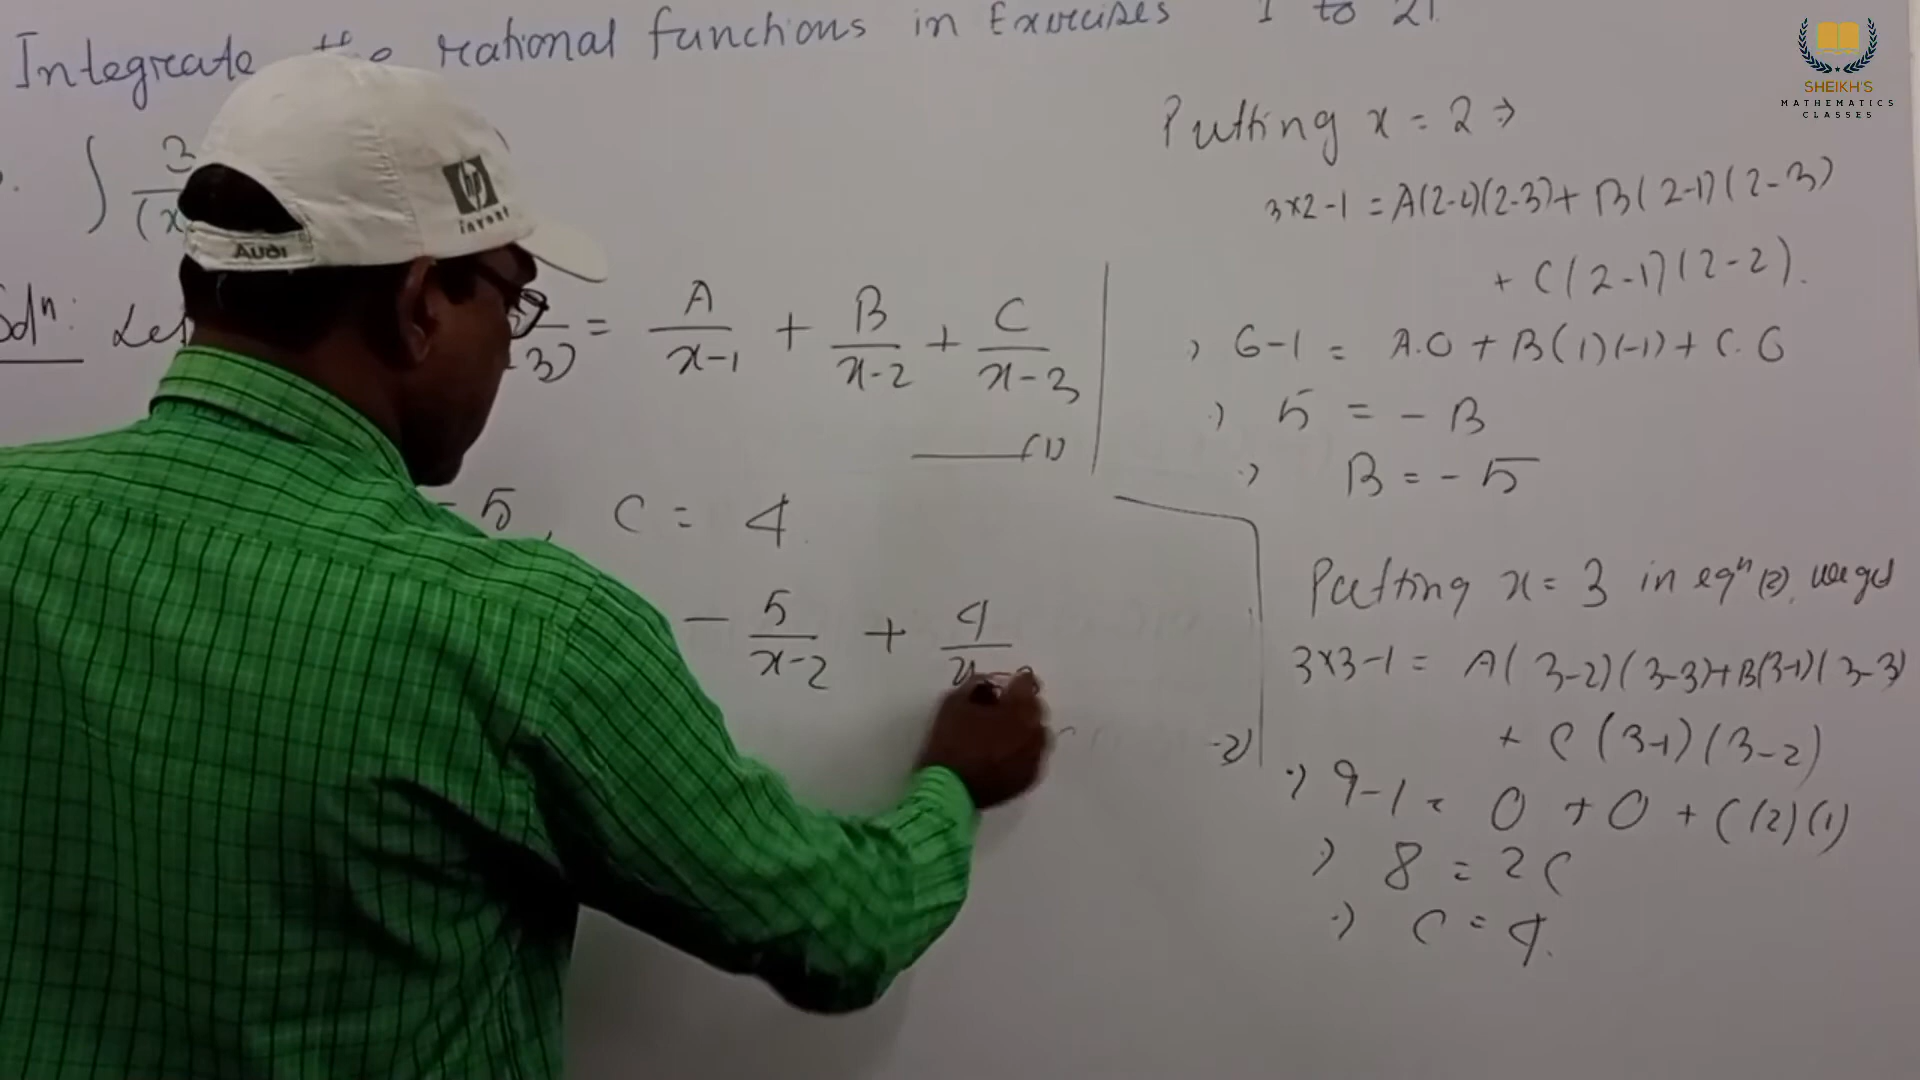 Integrate the rational functions in Exercises 1 to 21.
∫ 3 / (x
Solⁿ: Let 3) = A/(x-1) + B/(x-2) + C/(x-3)
(1)
-5, C = 4
- 5/(x-2) + 4/
Putting x = 2 ⇒
3×2-1 = A(2-2)(2-3) + B(2-1)(2-3)
+ C(2-1)(2-2).
⇒ 6-1 = A.0 + B(1)(-1) + C.0
⇒ 5 = - B
⇒ B = - 5
Putting x = 3 in eqⁿ (2), we get
3×3-1 = A(3-2)(3-3)+B(3-1)(3-3)
+ C(3-1)(3-2)
⇒ 9-1 = 0 + 0 + C(2)(1)
⇒ 8 = 2C
⇒ C = 4.
2)
hp
invent
Audi
SHEIKH'S
MATHEMATICS
CLASSES